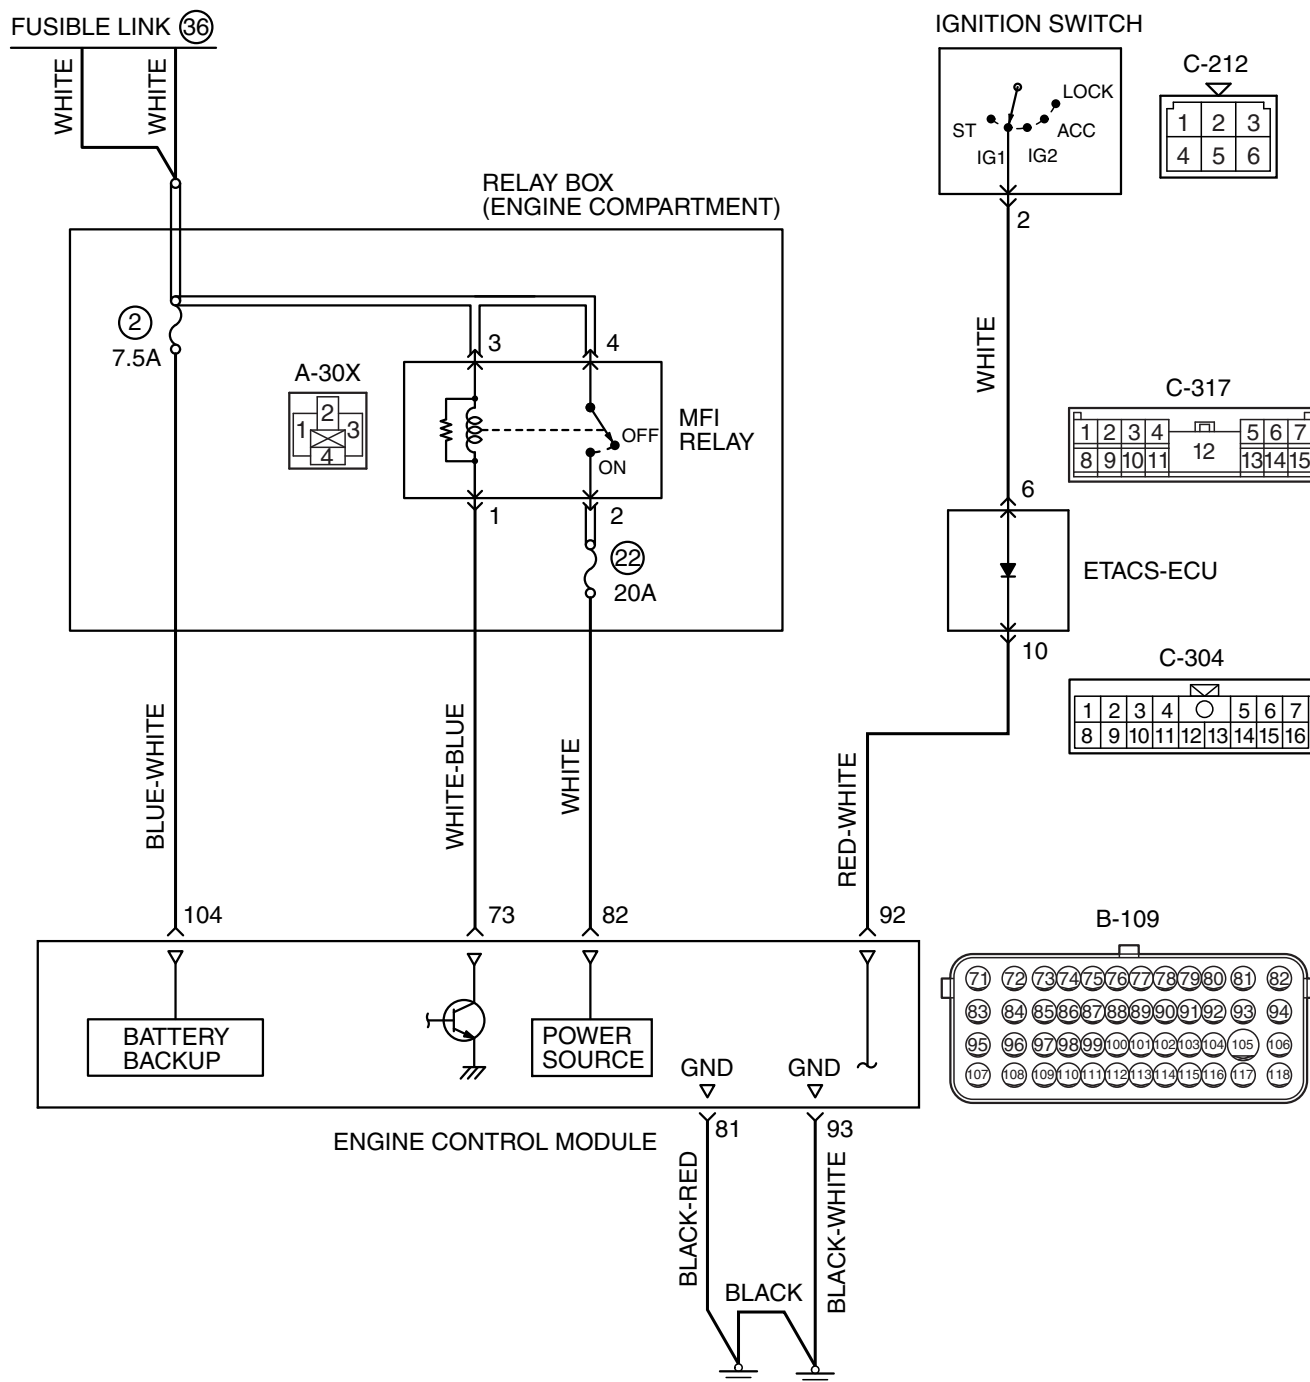 FUSIBLE LINK 36
IGNITION SWITCH
WHITE
WHITE
LOCK
ST
ACC
IG1
IG2
C-212
1 2 3
4 5 6
2
RELAY BOX
(ENGINE COMPARTMENT)
2
7.5A
3
4
A-30X
2
1
3
4
OFF
ON
MFI
RELAY
1
2
22
20A
WHITE
C-317
1 2 3 4 5 6 7
8 9 10 11 12 13 14 15
6
ETACS-ECU
10
C-304
1 2 3 4 5 6 7
8 9 10 11 12 13 14 15 16
BLUE-WHITE
WHITE-BLUE
WHITE
RED-WHITE
104
73
82
92
BATTERY
BACKUP
POWER
SOURCE
GND
GND
B-109
71 72 73 74 75 76 77 78 79 80 81 82
83 84 85 86 87 88 89 90 91 92 93 94
95 96 97 98 99 100 101 102 103 104 105 106
107 108 109 110 111 112 113 114 115 116 117 118
ENGINE CONTROL MODULE
81
93
BLACK-RED
BLACK-WHITE
BLACK